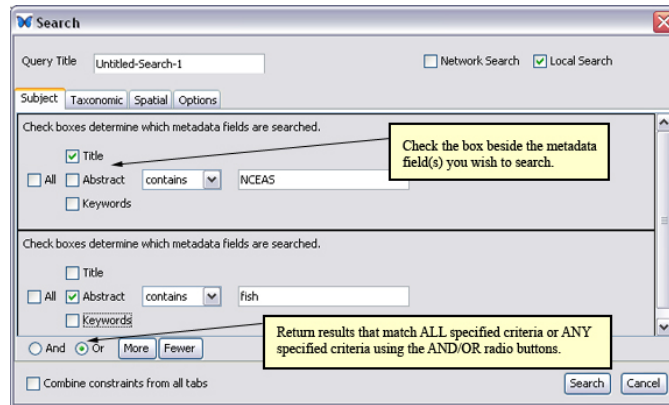 Search
Query Title Untitled-Search-1 Network Search Local Search
Subject Taxonomic Spatial Options
Check boxes determine which metadata fields are searched.
Check the box beside the metadata
field(s) you wish to search.
Title
All Abstract contains NCEAS
Keywords
Check boxes determine which metadata fields are searched.
Title
All Abstract contains fish
Keywords
Return results that match ALL specified criteria or ANY
specified criteria using the AND/OR radio buttons.
And Or More Fewer
Combine constraints from all tabs Search Cancel